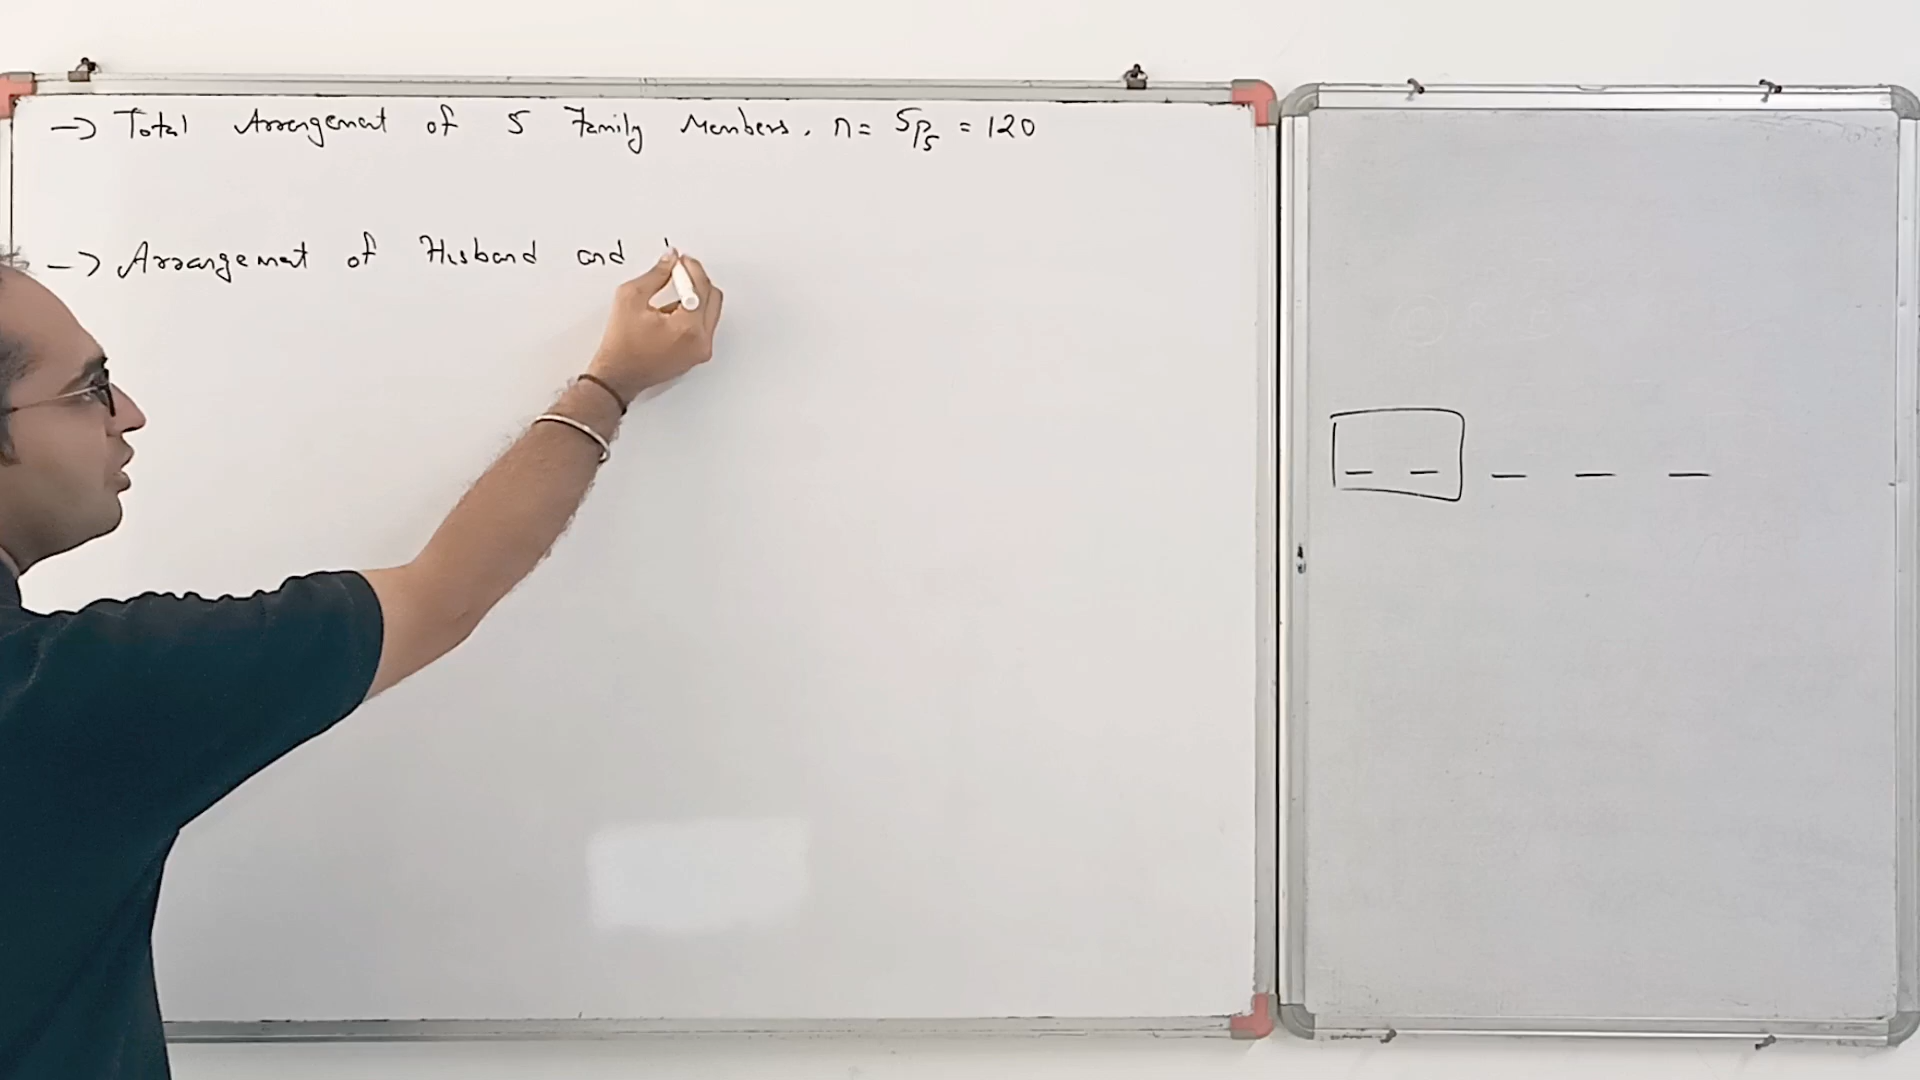 -> Total Arrangement of 5 Family Members. n = 5P5 = 120
-> Arrangement of Husband and